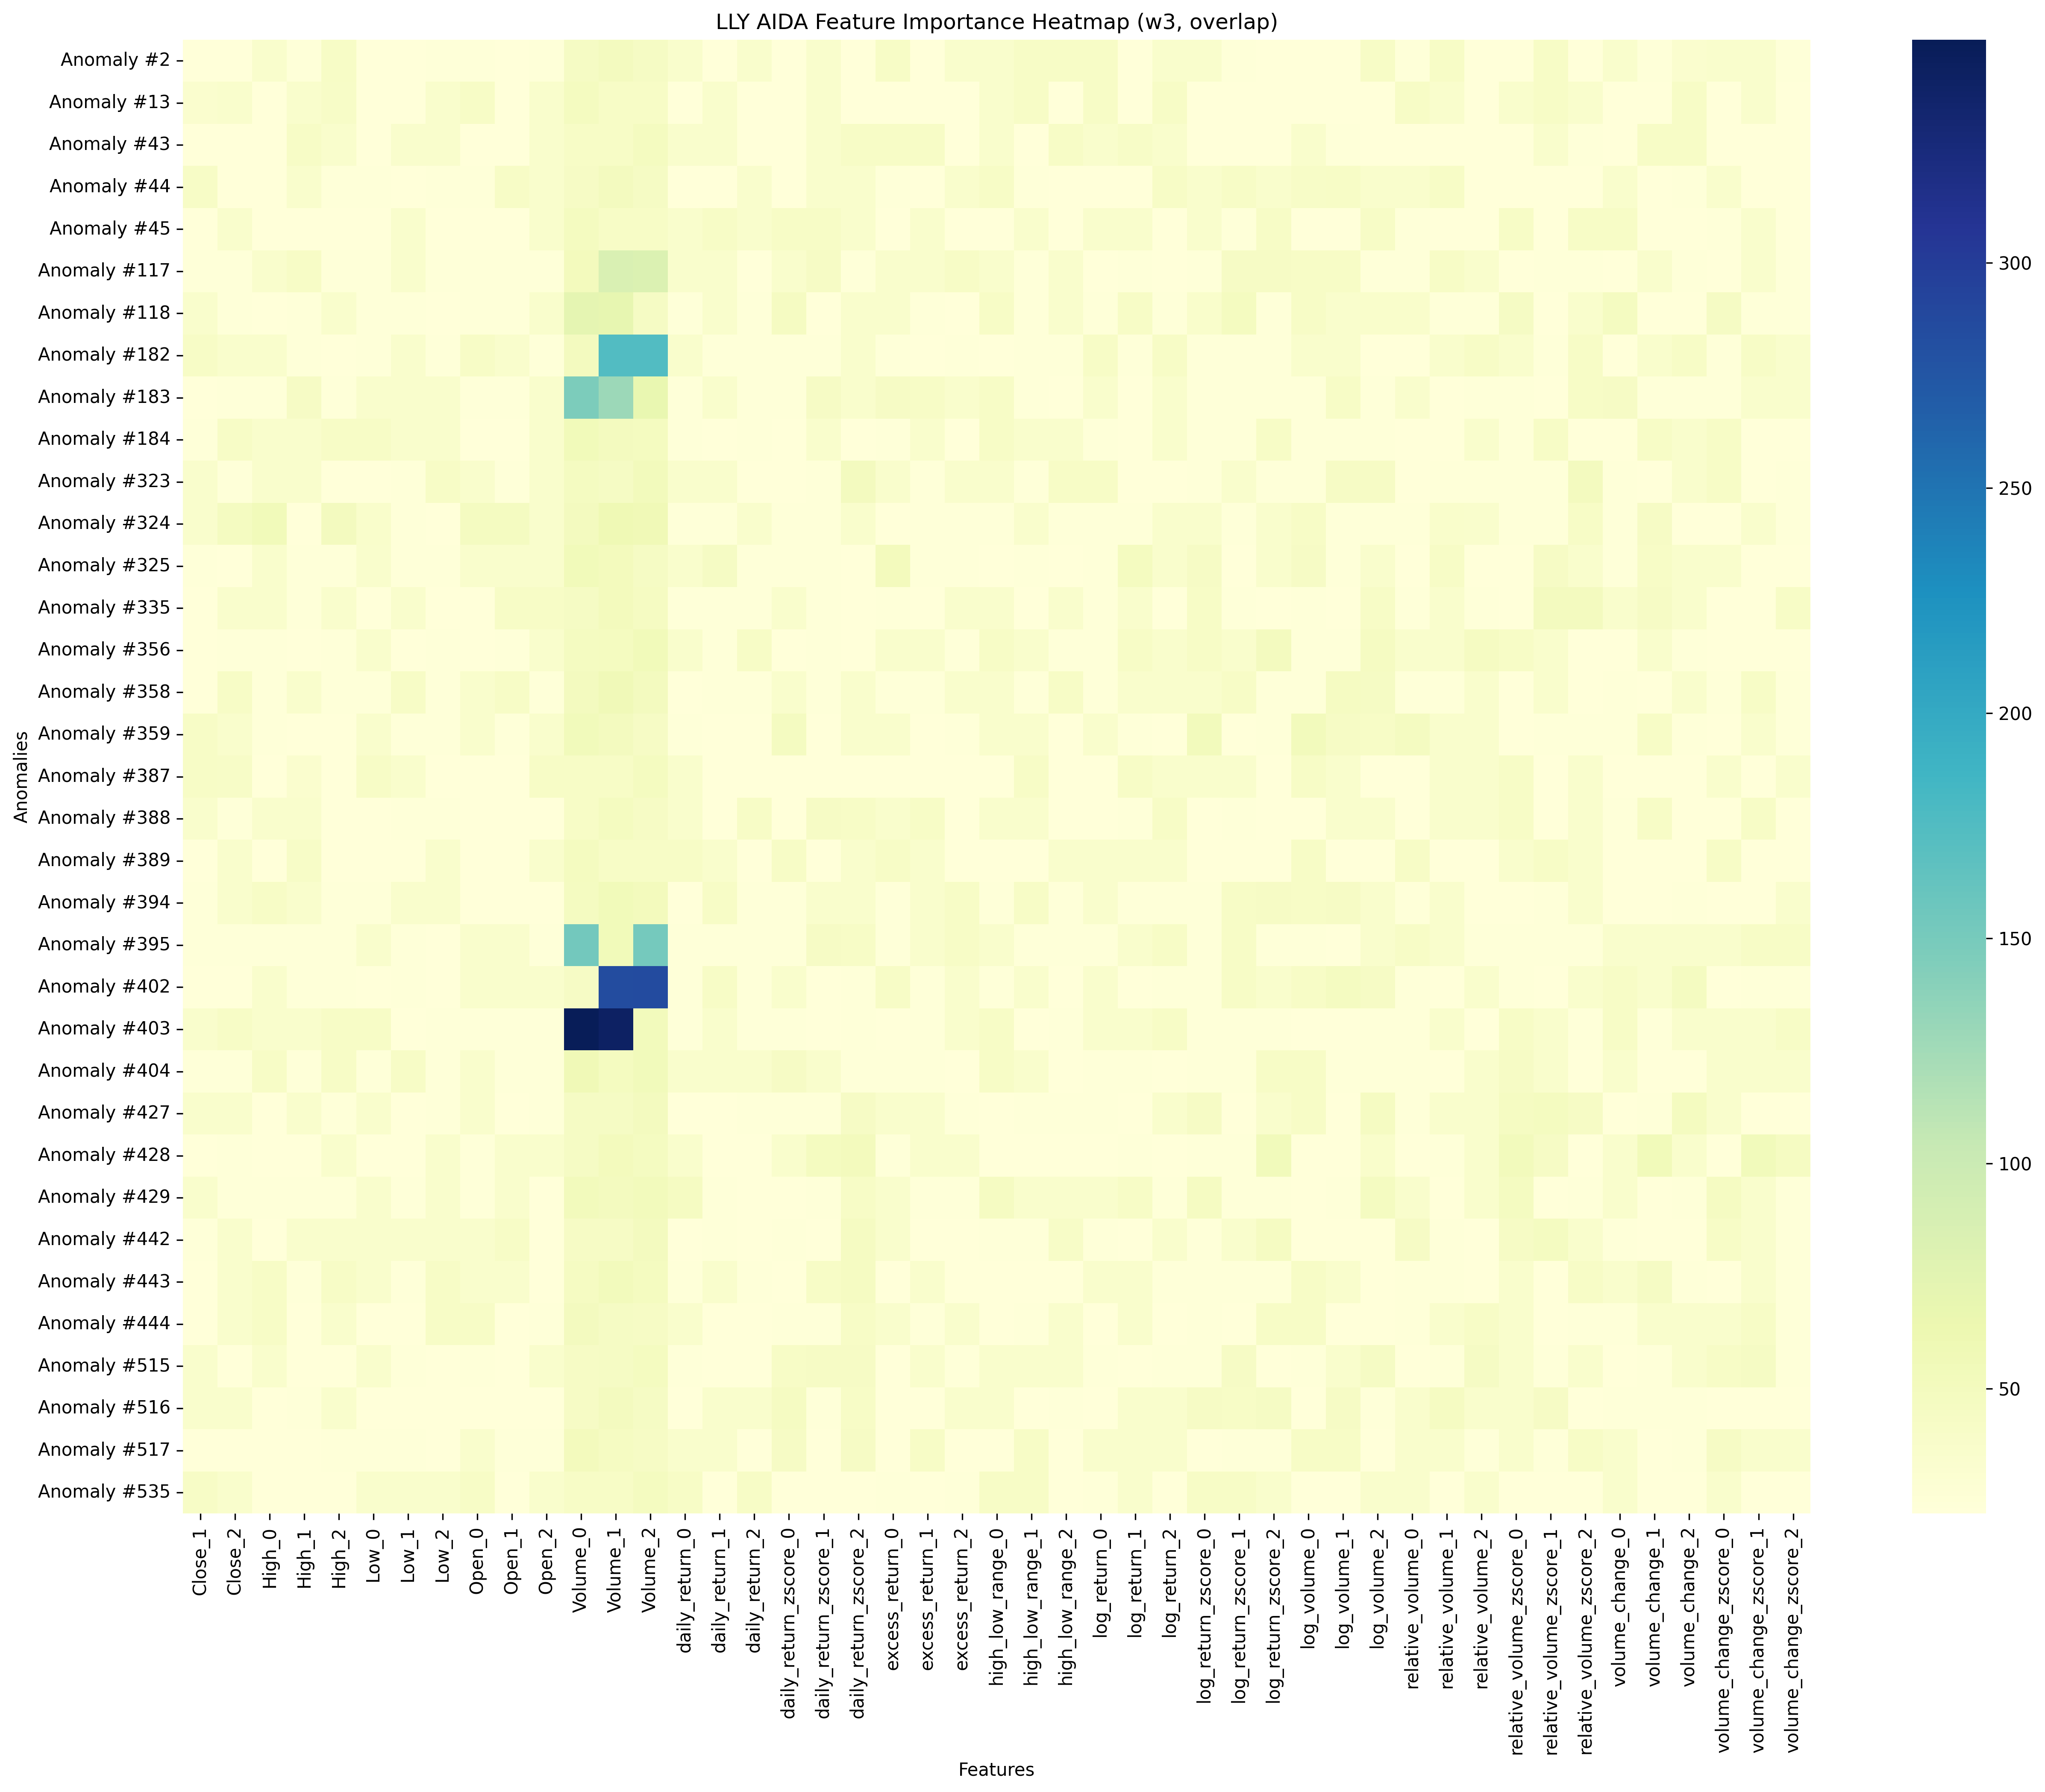 LLY AIDA Feature Importance Heatmap (w3, overlap)
Anomalies
Anomaly #2
Anomaly #13
Anomaly #43
Anomaly #44
Anomaly #45
Anomaly #117
Anomaly #118
Anomaly #182
Anomaly #183
Anomaly #184
Anomaly #323
Anomaly #324
Anomaly #325
Anomaly #335
Anomaly #356
Anomaly #358
Anomaly #359
Anomaly #387
Anomaly #388
Anomaly #389
Anomaly #394
Anomaly #395
Anomaly #402
Anomaly #403
Anomaly #404
Anomaly #427
Anomaly #428
Anomaly #429
Anomaly #442
Anomaly #443
Anomaly #444
Anomaly #515
Anomaly #516
Anomaly #517
Anomaly #535
Close_1
Close_2
High_0
High_1
High_2
Low_0
Low_1
Low_2
Open_0
Open_1
Open_2
Volume_0
Volume_1
Volume_2
daily_return_0
daily_return_1
daily_return_2
daily_return_zscore_0
daily_return_zscore_1
daily_return_zscore_2
excess_return_0
excess_return_1
excess_return_2
high_low_range_0
high_low_range_1
high_low_range_2
log_return_0
log_return_1
log_return_2
log_return_zscore_0
log_return_zscore_1
log_return_zscore_2
log_volume_0
log_volume_1
log_volume_2
relative_volume_0
relative_volume_1
relative_volume_2
relative_volume_zscore_0
relative_volume_zscore_1
relative_volume_zscore_2
volume_change_0
volume_change_1
volume_change_2
volume_change_zscore_0
volume_change_zscore_1
volume_change_zscore_2
Features
300
250
200
150
100
50